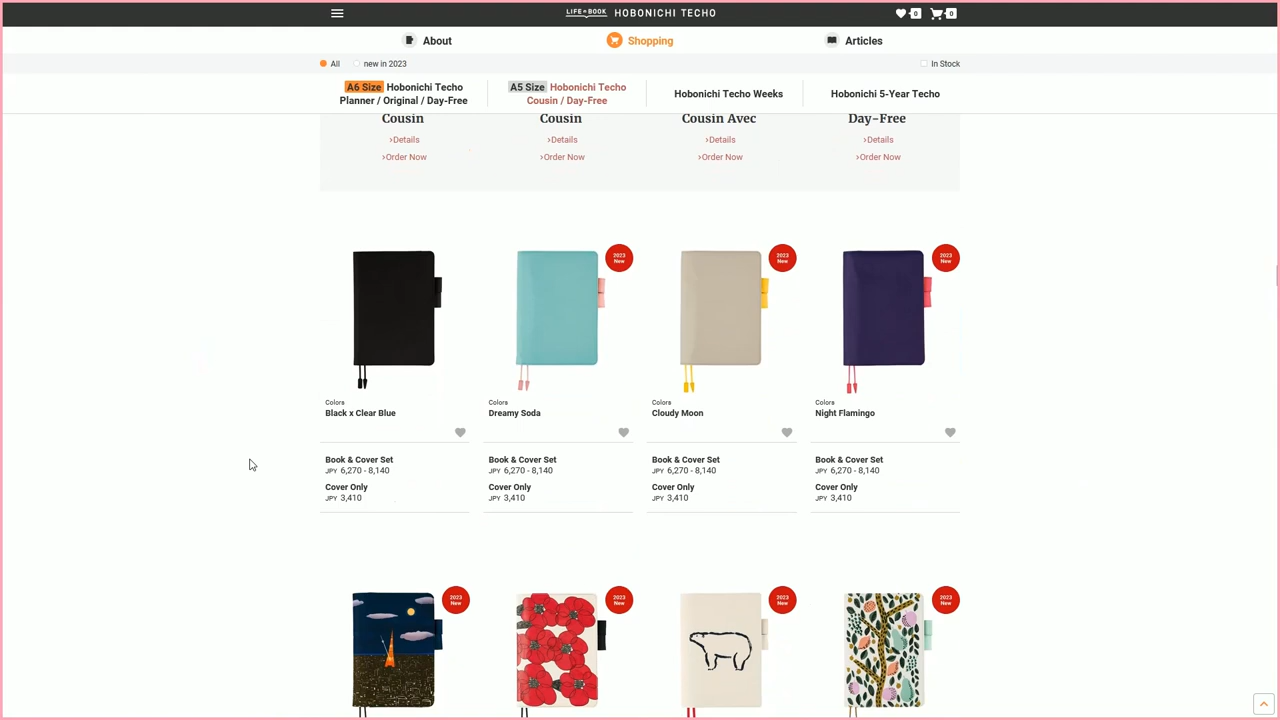 LIFE BOOK HOBONICHI TECHO
0
0
About
Shopping
Articles
All
new in 2023
In Stock
A6 Size Hobonichi Techo
Planner / Original / Day-Free
A5 Size Hobonichi Techo
Cousin / Day-Free
Hobonichi Techo Weeks
Hobonichi 5-Year Techo
Cousin
Cousin
Cousin Avec
Day-Free
›Details
›Details
›Details
›Details
›Order Now
›Order Now
›Order Now
›Order Now
2023
New
2023
New
2023
New
Colors
Black x Clear Blue
Colors
Dreamy Soda
Colors
Cloudy Moon
Colors
Night Flamingo
Book & Cover Set
JPY 6,270 - 8,140
Cover Only
JPY 3,410
Book & Cover Set
JPY 6,270 - 8,140
Cover Only
JPY 3,410
Book & Cover Set
JPY 6,270 - 8,140
Cover Only
JPY 3,410
Book & Cover Set
JPY 6,270 - 8,140
Cover Only
JPY 3,410
2023
New
2023
New
2023
New
2023
New